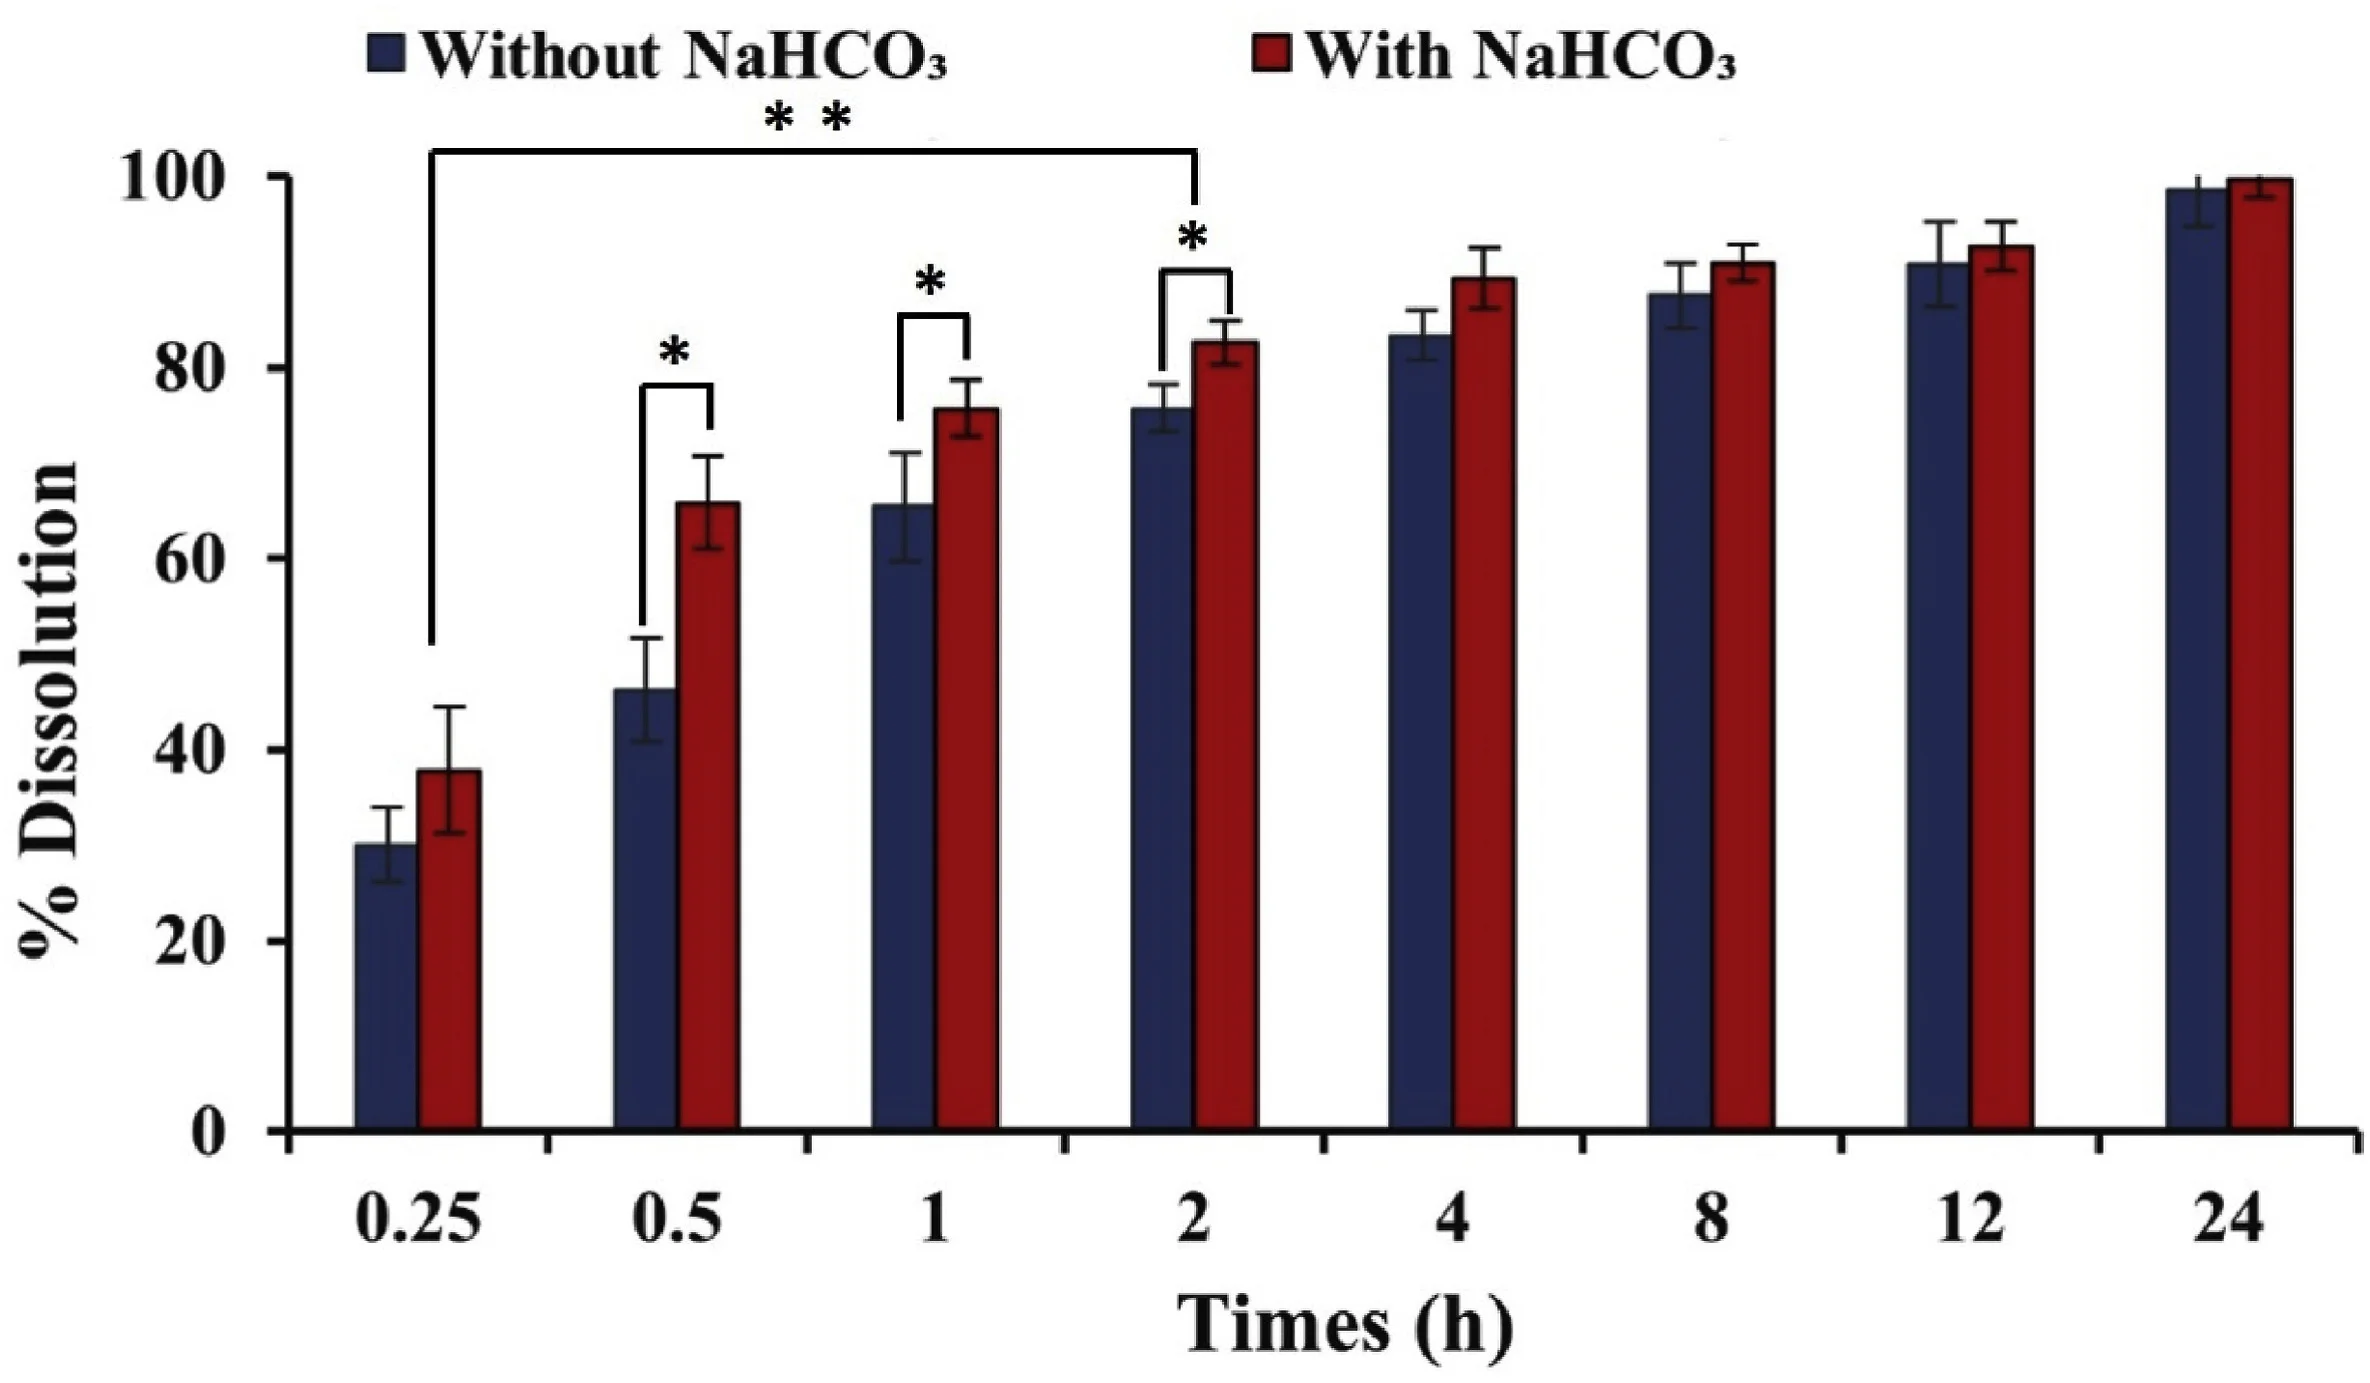 Without NaHCO₃ With NaHCO₃
* *
100
*
*
*
80
60
40
20
0
% Dissolution
0.25 0.5 1 2 4 8 12 24
Times (h)